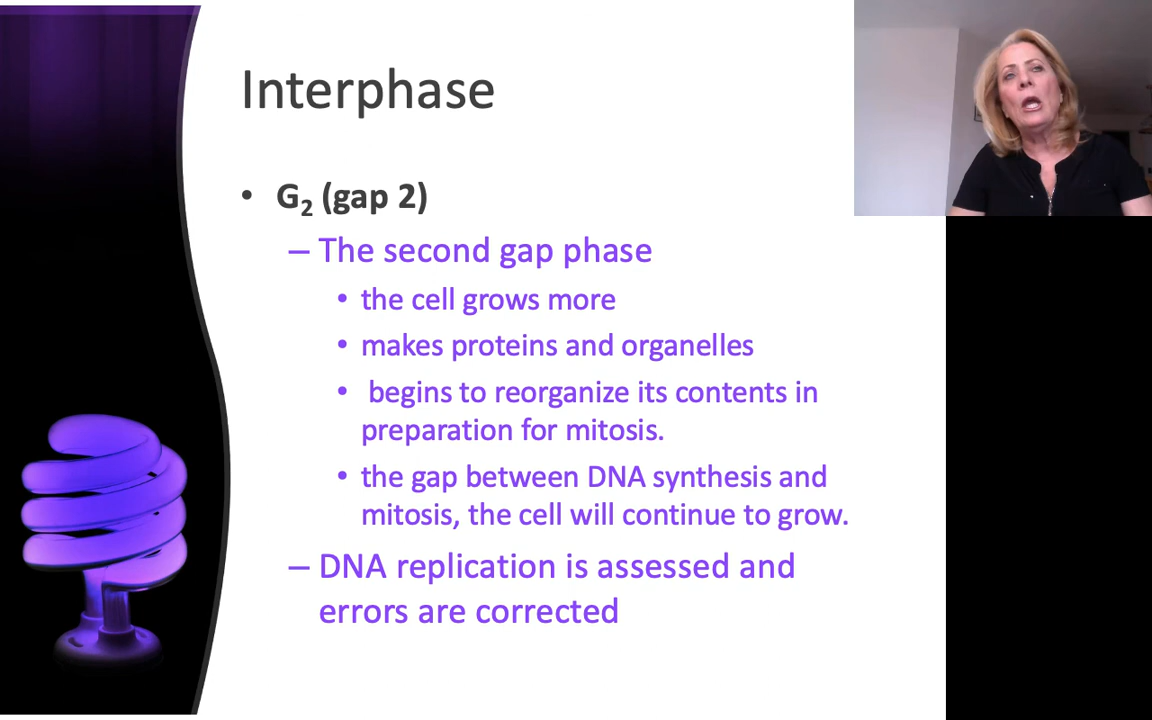 Interphase
• G₂ (gap 2)
– The second gap phase
• the cell grows more
• makes proteins and organelles
• begins to reorganize its contents in
preparation for mitosis.
• the gap between DNA synthesis and
mitosis, the cell will continue to grow.
– DNA replication is assessed and
errors are corrected